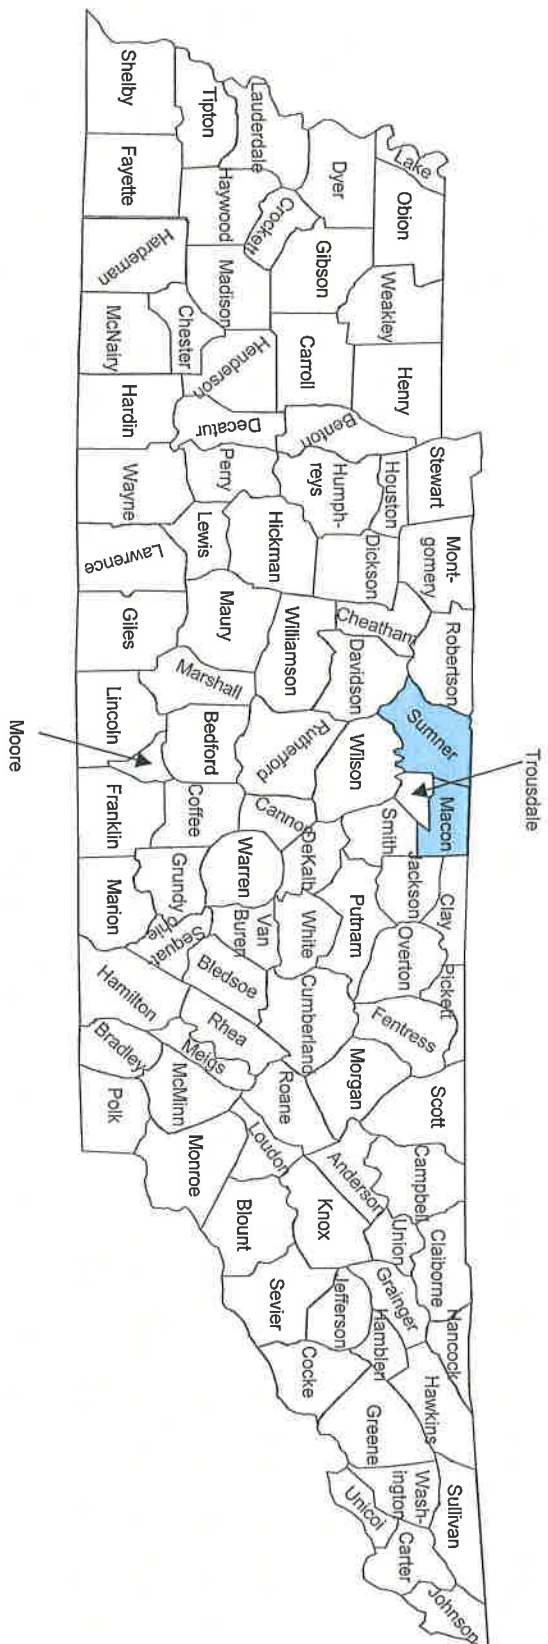 Lake
Obion
Weakley
Henry
Stewart
Mont-
gomery
Robertson
Sumner
Macon
Trousdale
Clay
Pickett
Scott
Campbell
Claiborne
Hancock
Hawkins
Sullivan
Johnson
Dyer
Gibson
Carroll
Benton
Houston
Humph-
reys
Dickson
Cheatham
Davidson
Wilson
Smith
Jackson
Overton
Fentress
Putnam
Morgan
Anderson
Union
Grainger
Hamblen
Greene
Wash-
ington
Unicoi
Carter
Lauderdale
Crockett
Tipton
Haywood
Madison
Henderson
Decatur
Perry
Hickman
Lewis
Maury
Williamson
Rutherford
Cannon
DeKalb
White
Cumberland
Roane
Loudon
Knox
Jefferson
Cocke
Marshall
Bedford
Coffee
Warren
Van
Buren
Grundy
Sequat-
chie
Bledsoe
Rhea
Meigs
McMinn
Monroe
Blount
Sevier
Shelby
Fayette
Hardeman
McNairy
Chester
Hardin
Wayne
Lawrence
Giles
Lincoln
Moore
Franklin
Marion
Hamilton
Bradley
Polk